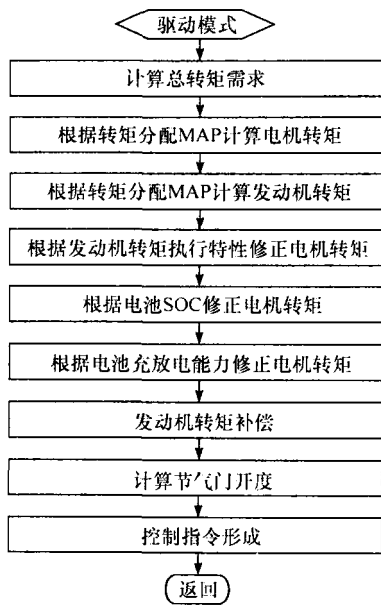 驱动模式
计算总转矩需求
根据转矩分配MAP计算电机转矩
根据转矩分配MAP计算发动机转矩
根据发动机转矩执行特性修正电机转矩
根据电池SOC修正电机转矩
根据电池充放电能力修正电机转矩
发动机转矩补偿
计算节气门开度
控制指令形成
返回